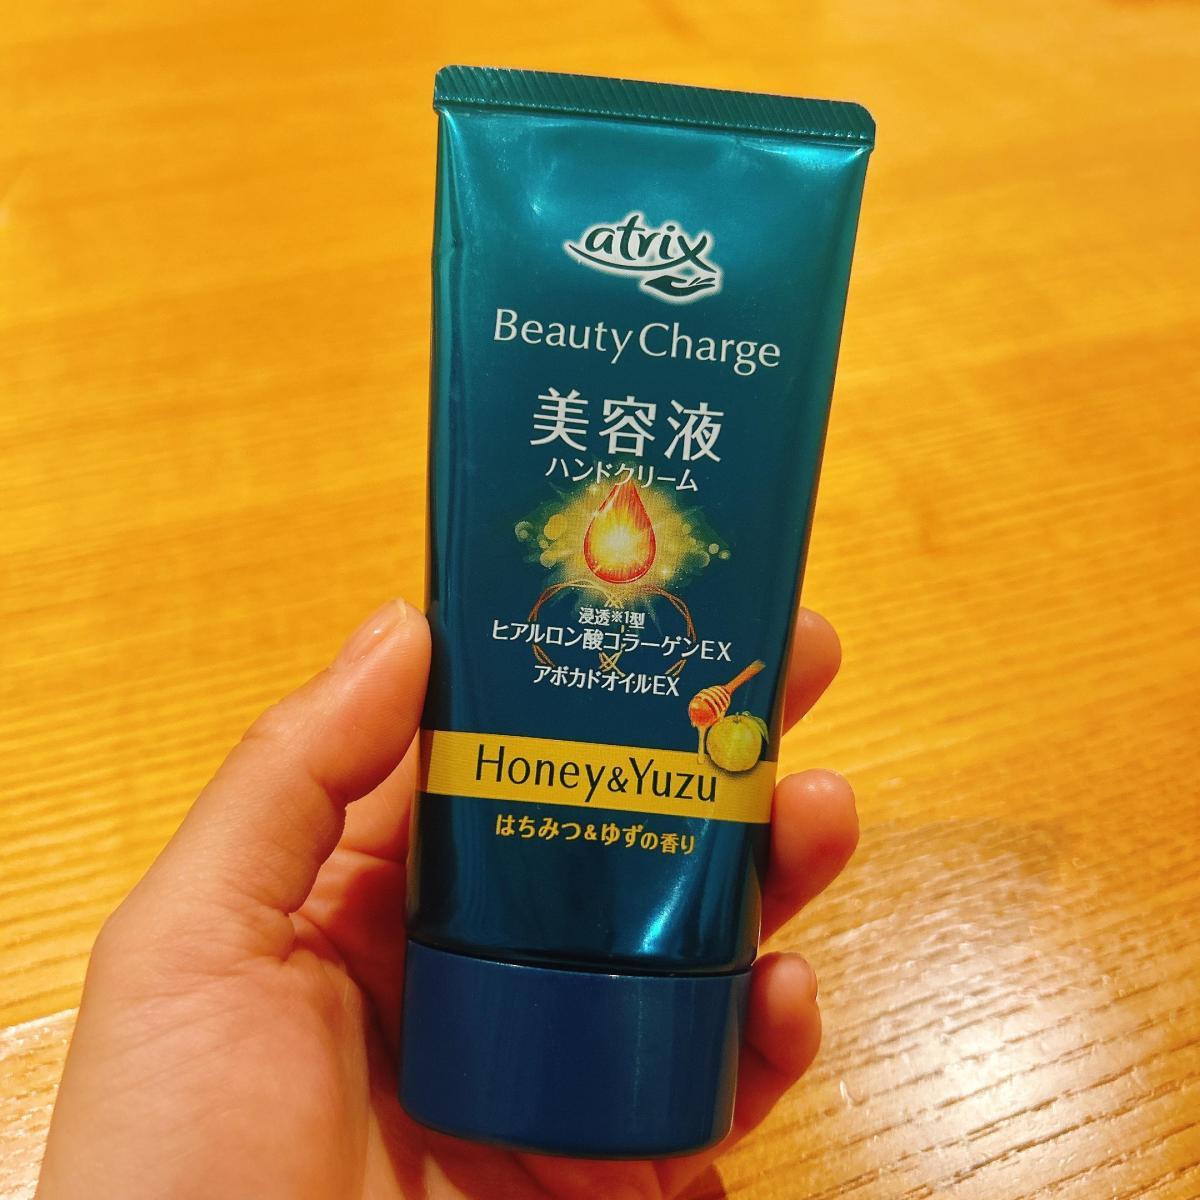 atrix
Beauty Charge
美容液
ハンドクリーム
浸透※1型
ヒアルロン酸コラーゲンEX
アボカドオイルEX
Honey&Yuzu
はちみつ&ゆずの香り